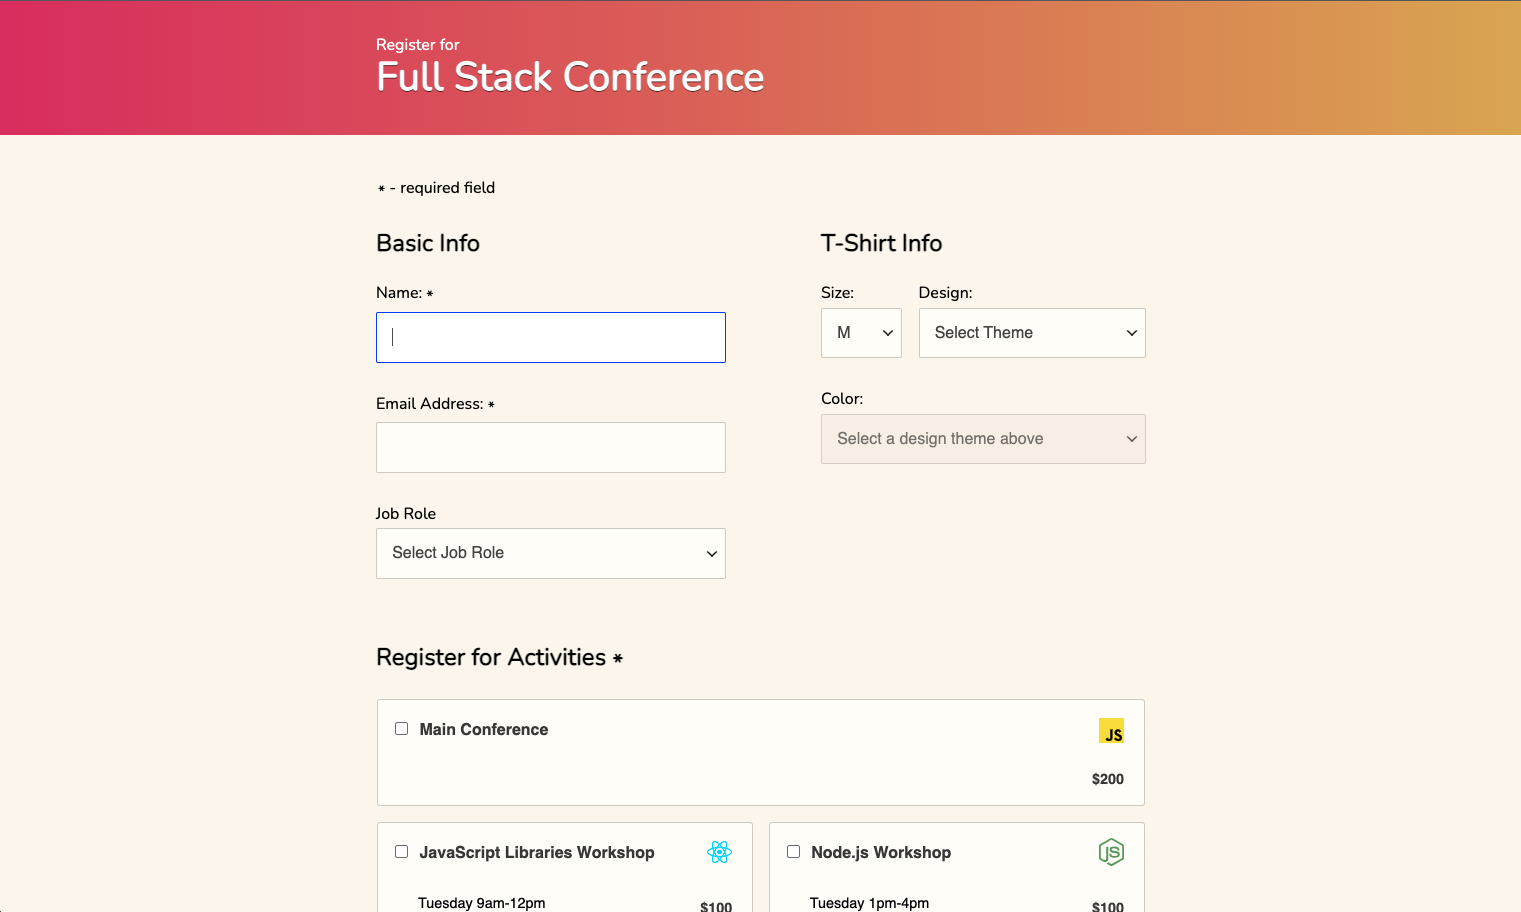 Register for
Full Stack Conference
* - required field
Basic Info
Name: *
Email Address: *
Job Role
Select Job Role
T-Shirt Info
Size:
Design:
M
Select Theme
Color:
Select a design theme above
Register for Activities *
Main Conference
JS
$200
JavaScript Libraries Workshop
Tuesday 9am-12pm
$100
Node.js Workshop
JS
Tuesday 1pm-4pm
$100